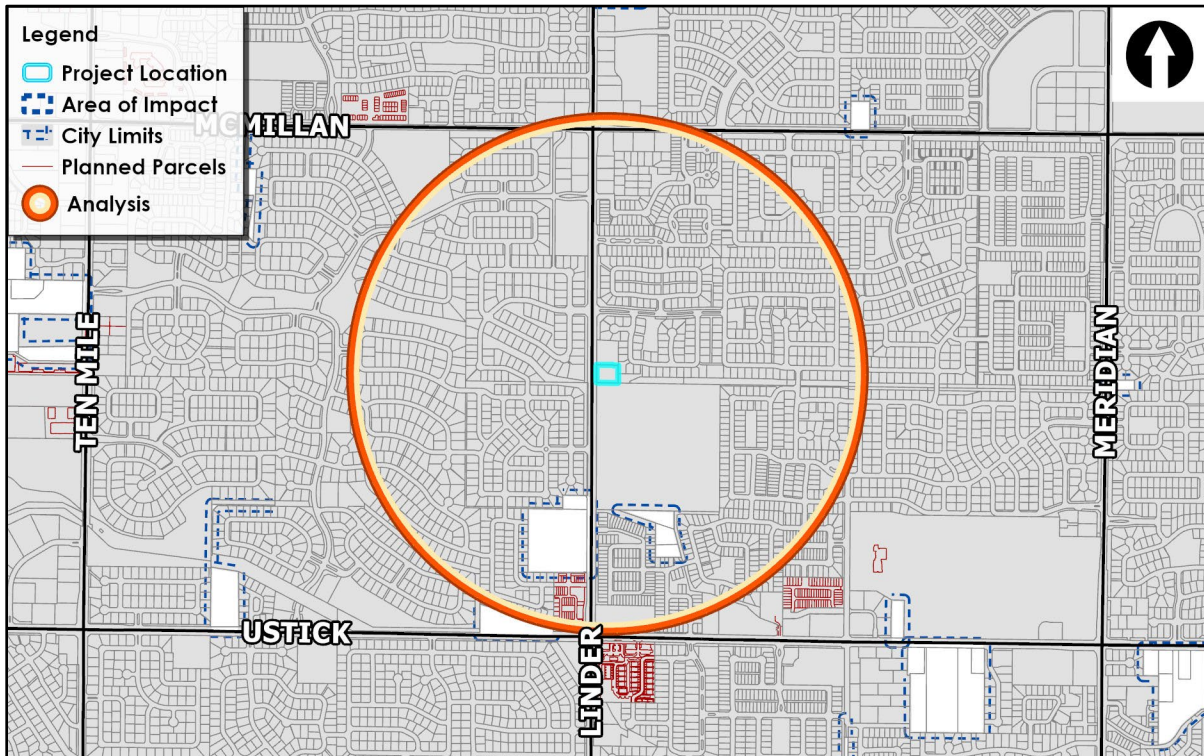 Legend
Project Location
Area of Impact
City Limits
Planned Parcels
Analysis
MCMILLAN
TEN MILE
MERIDIAN
USTICK
LINDER